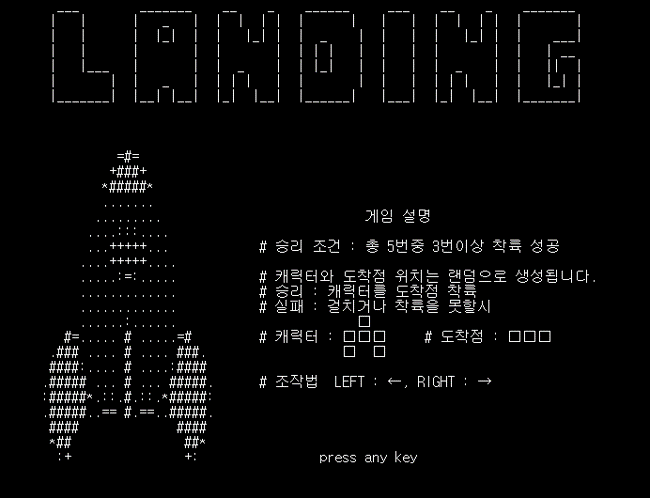 LANDING
게임 설명
# 승리 조건 : 총 5번중 3번이상 착륙 성공
# 캐릭터와 도착점 위치는 랜덤으로 생성됩니다.
# 승리 : 캐릭터를 도착점 착륙
# 실패 : 겉치거나 착륙을 못할시
# 캐릭터 : □□□ # 도착점 : □□□
# 조작법 LEFT : ←, RIGHT : →
press any key